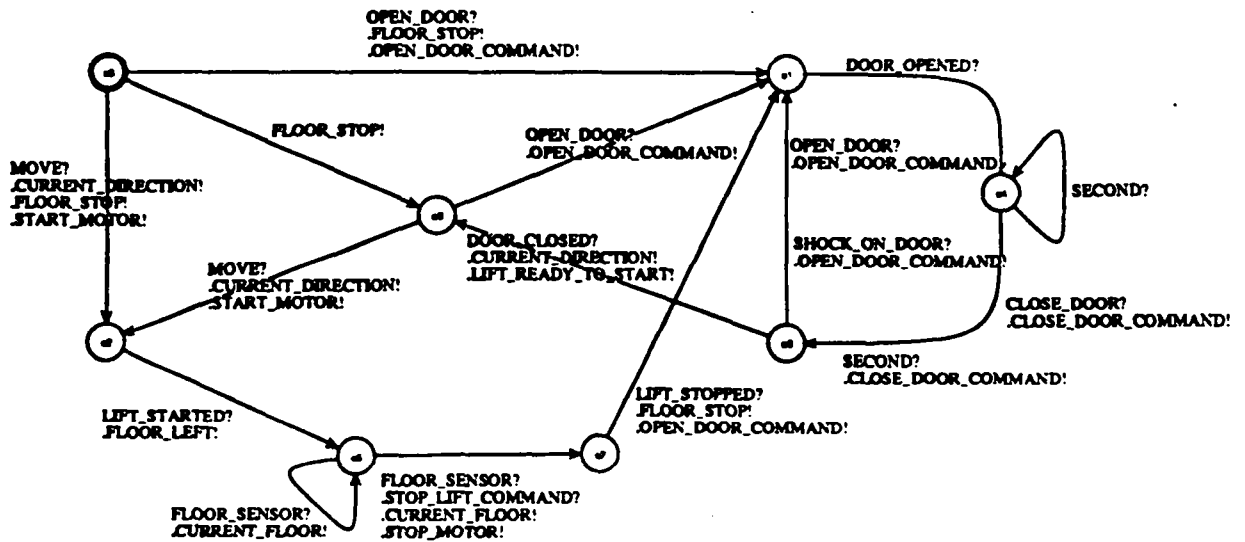 OPEN_DOOR?
.FLOOR_STOP!
.OPEN_DOOR_COMMAND!
DOOR_OPENED?
FLOOR_STOP!
OPEN_DOOR?
.OPEN_DOOR_COMMAND!
OPEN_DOOR?
.OPEN_DOOR_COMMAND
MOVE?
.CURRENT_DIRECTION!
.FLOOR_STOP!
.START_MOTOR!
SECOND?
DOOR_CLOSED?
.CURRENT_DIRECTION!
.LIFT_READY_TO_START!
SHOCK_ON_DOOR?
.OPEN_DOOR_COMMAND!
MOVE?
.CURRENT_DIRECTION!
.START_MOTOR!
CLOSE_DOOR?
.CLOSE_DOOR_COMMAND!
SECOND?
.CLOSE_DOOR_COMMAND!
LIFT_STARTED?
.FLOOR_LEFT!
LIFT_STOPPED?
.FLOOR_STOP!
.OPEN_DOOR_COMMAND!
FLOOR_SENSOR?
.STOP_LIFT_COMMAND?
.CURRENT_FLOOR!
.STOP_MOTOR!
FLOOR_SENSOR?
.CURRENT_FLOOR!